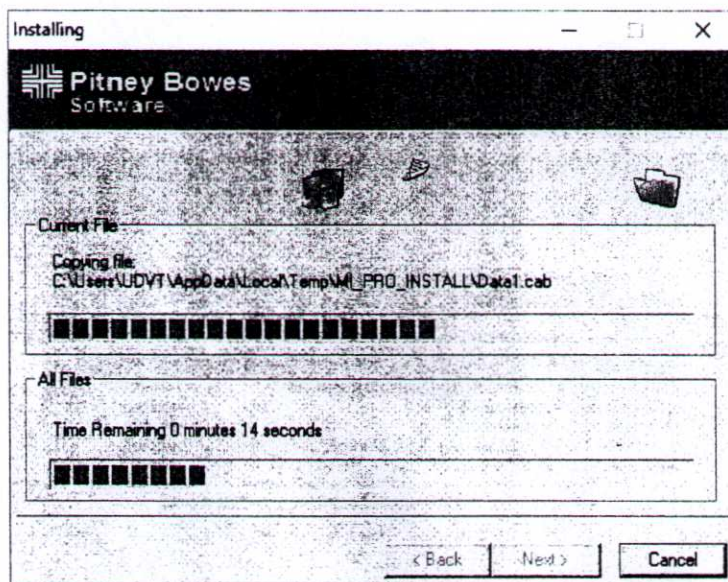 Installing
Pitney Bowes
Software
Current File
Copying file:
C:\Users\UDVT\AppData\Local\Temp\MI_PRO_INSTALL\Data1.cab
All Files
Time Remaining 0 minutes 14 seconds
< Back Next > Cancel